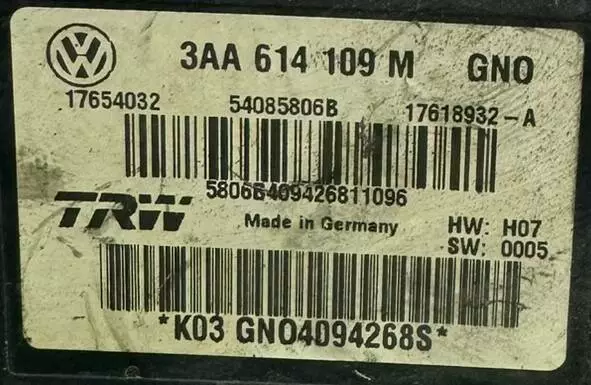 3AA 614 109 M GNO
17654032 54085806B 17618932-A
5806B409426811096
TRW Made in Germany HW: H07
SW: 0005
*K03 GNO4094268S*